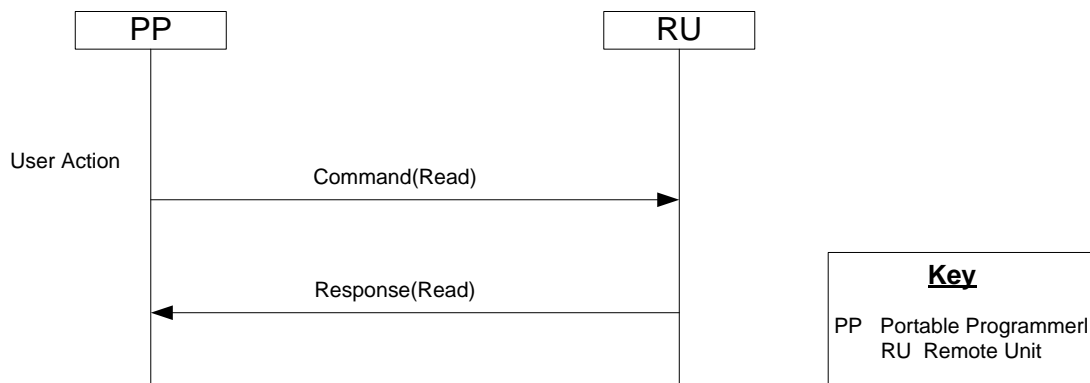 PP
RU
User Action
Command(Read)
Response(Read)
Key
PP Portable Programmerl
RU Remote Unit